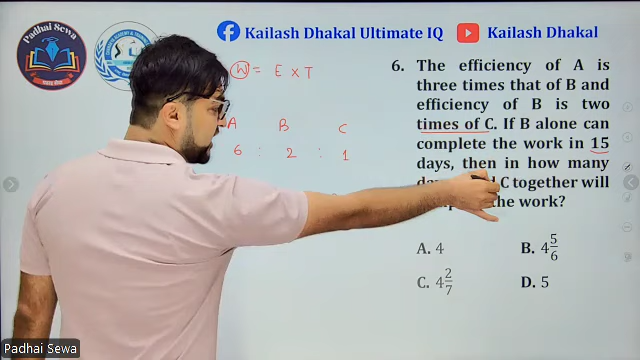 Padhai Sewa
Kailash Dhakal Ultimate IQ
Kailash Dhakal
W = E × T
A B C
6 : 2 : 1
6. The efficiency of A is
three times that of B and
efficiency of B is two
times of C. If B alone can
complete the work in 15
days, then in how many
C together will
the work?
A. 4
B. 4 5/6
C. 4 2/7
D. 5
Padhai Sewa